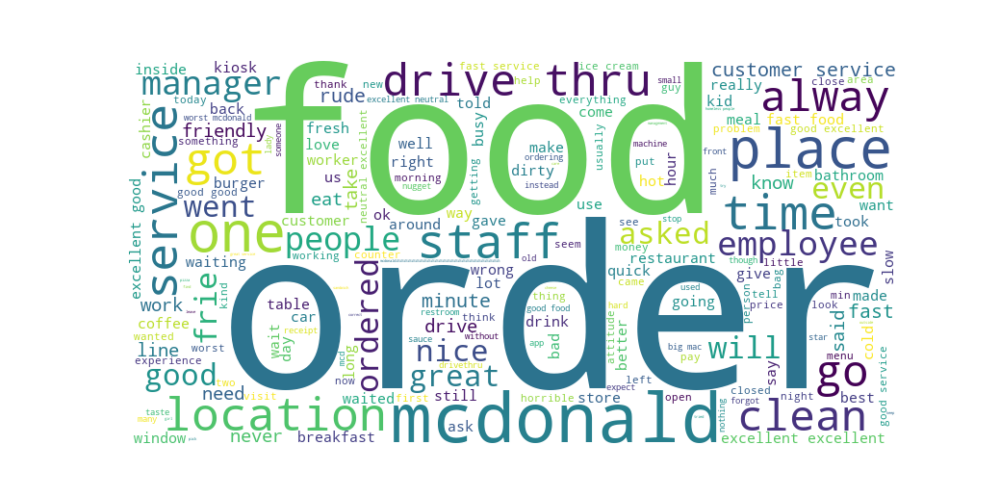 food
order
mcdonald
drive thru
place
alway
service
staff
time
one
got
location
clean
go
people
asked
employee
manager
went
even
will
nice
great
good
ordered
frie
customer service
friendly
rude
inside
kiosk
thank
new
fast service
help
ice cream
small
guy
really
close
area
kid
today
worst mcdonald
back
something
cashier
lady
someone
excellent neutral
told
busy
everything
come
usually
meal
fast food
problem
good excellent
fresh
love
worker
us
eat
take
neutral excellent
burger
good good
excellent good
well
right
morning
nugget
getting
make
ordering
dirty
instead
machine
put
hot
hour
much
front
know
item
bathroom
want
took
customer
ok
around
way
gave
use
working
counter
waiting
work
kind
seem
old
see
stop
money
restaurant
though
little
give
slow
wrong
lot
quick
came
table
car
minute
restroom
thing
good food
drink
used
going
person
tell
bag
price
min
look
made
fast
said
coffee
wanted
line
experience
worst
wait
day
receipt
mcd
long
drive
think
sauce
without
drivethru
app
bad
attitude
hard
better
big mac
pay
say
menu
star
cold
now
expect
left
open
closed
forgot
night
best
good service
need
two
visit
waited
first
still
horrible
store
nothing
taste
many
window
never
breakfast
ask
excellent excellent